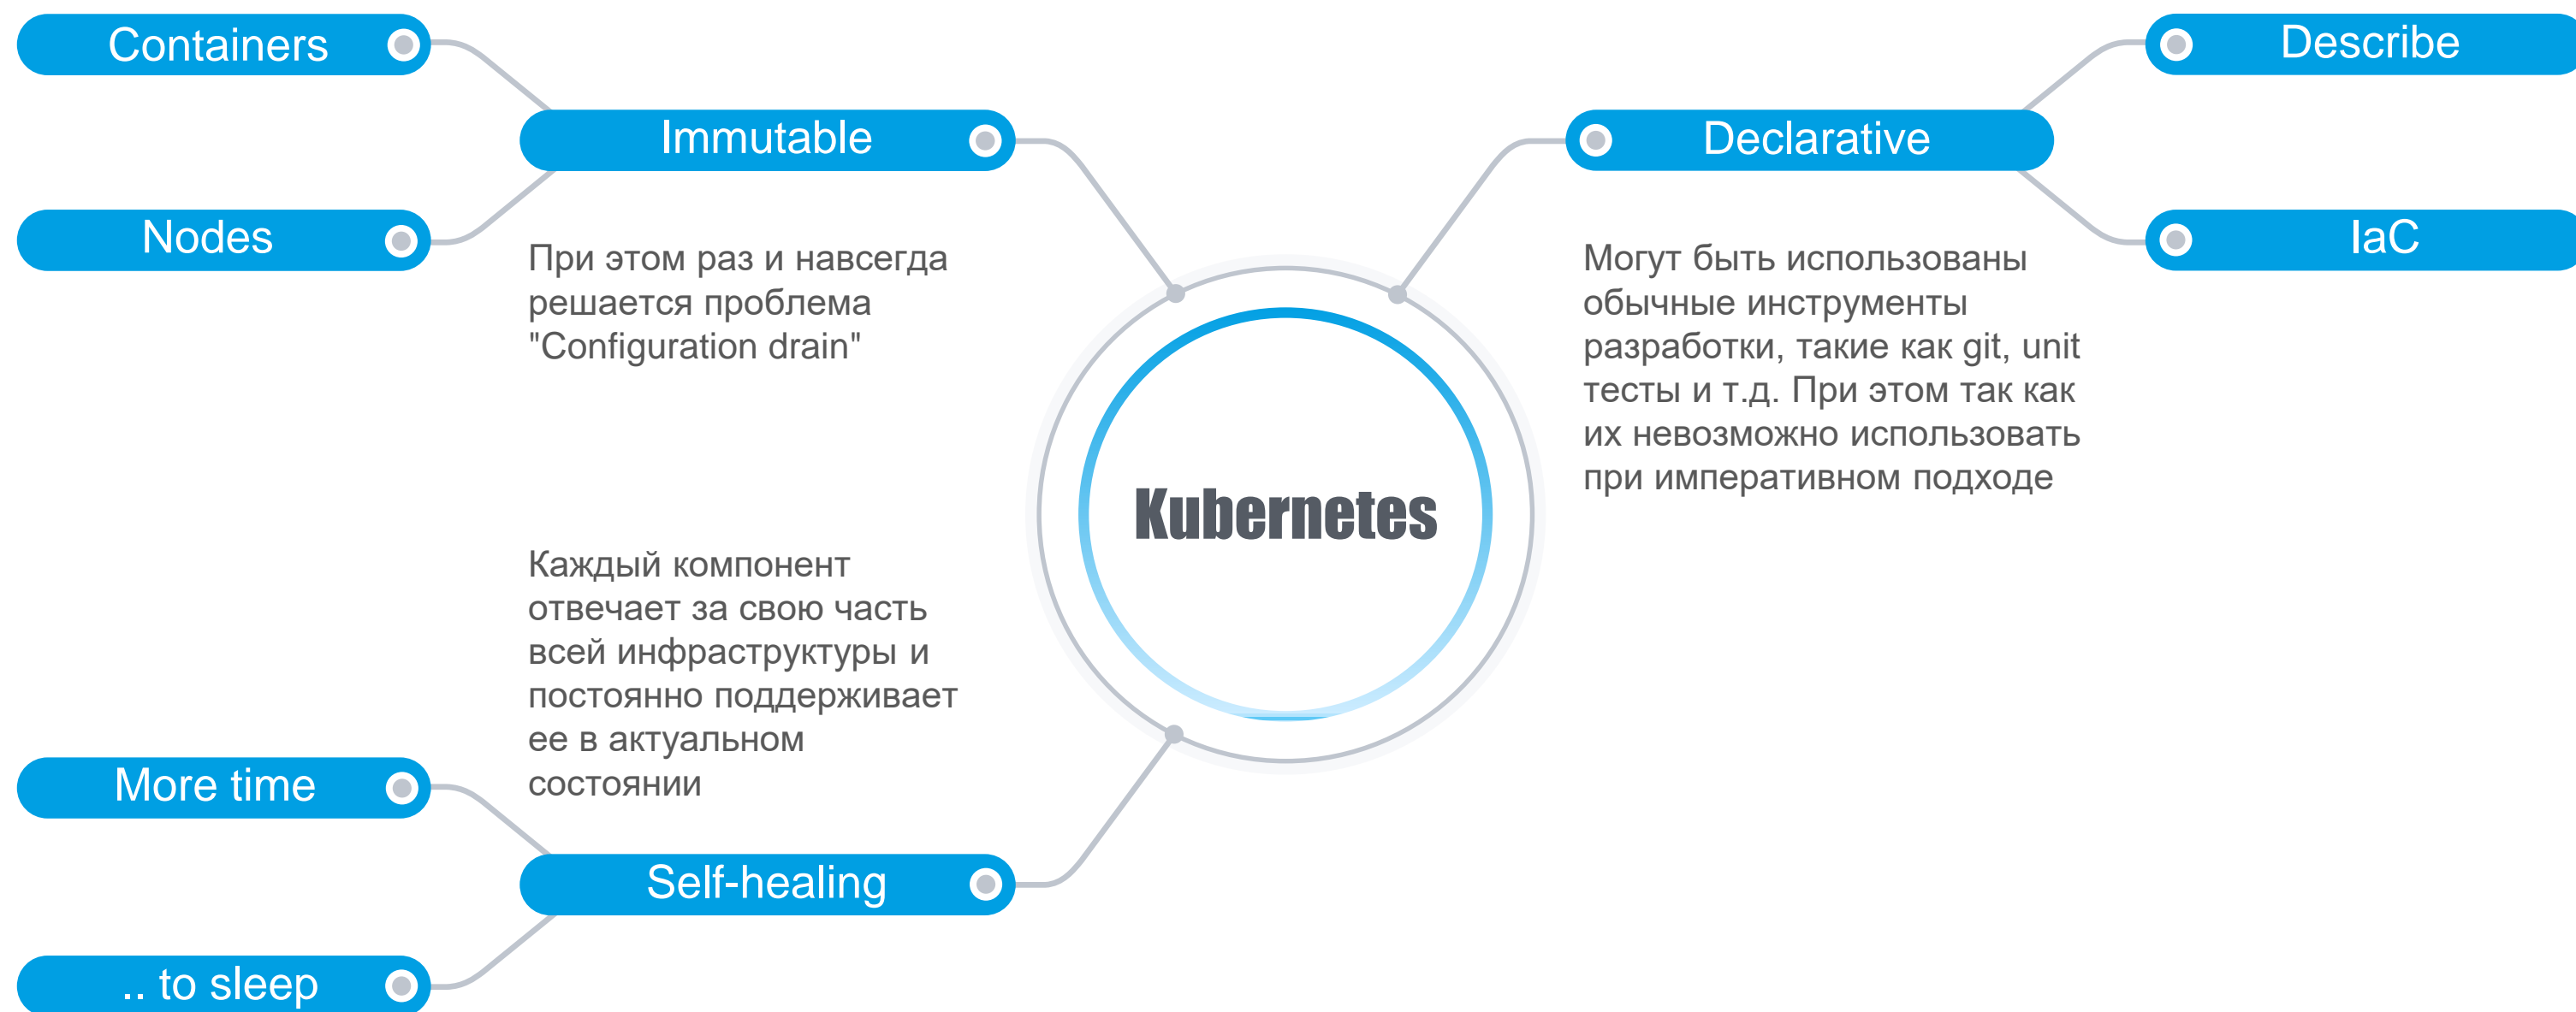 Containers
Immutable
Nodes
При этом раз и навсегда
решается проблема
"Configuration drain"
Describe
Declarative
IaC
Могут быть использованы
обычные инструменты
разработки, такие как git, unit
тесты и т.д. При этом так как
их невозможно использовать
при императивном подходе
Kubernetes
Каждый компонент
отвечает за свою часть
всей инфраструктуры и
постоянно поддерживает
ее в актуальном
состоянии
More time
Self-healing
.. to sleep